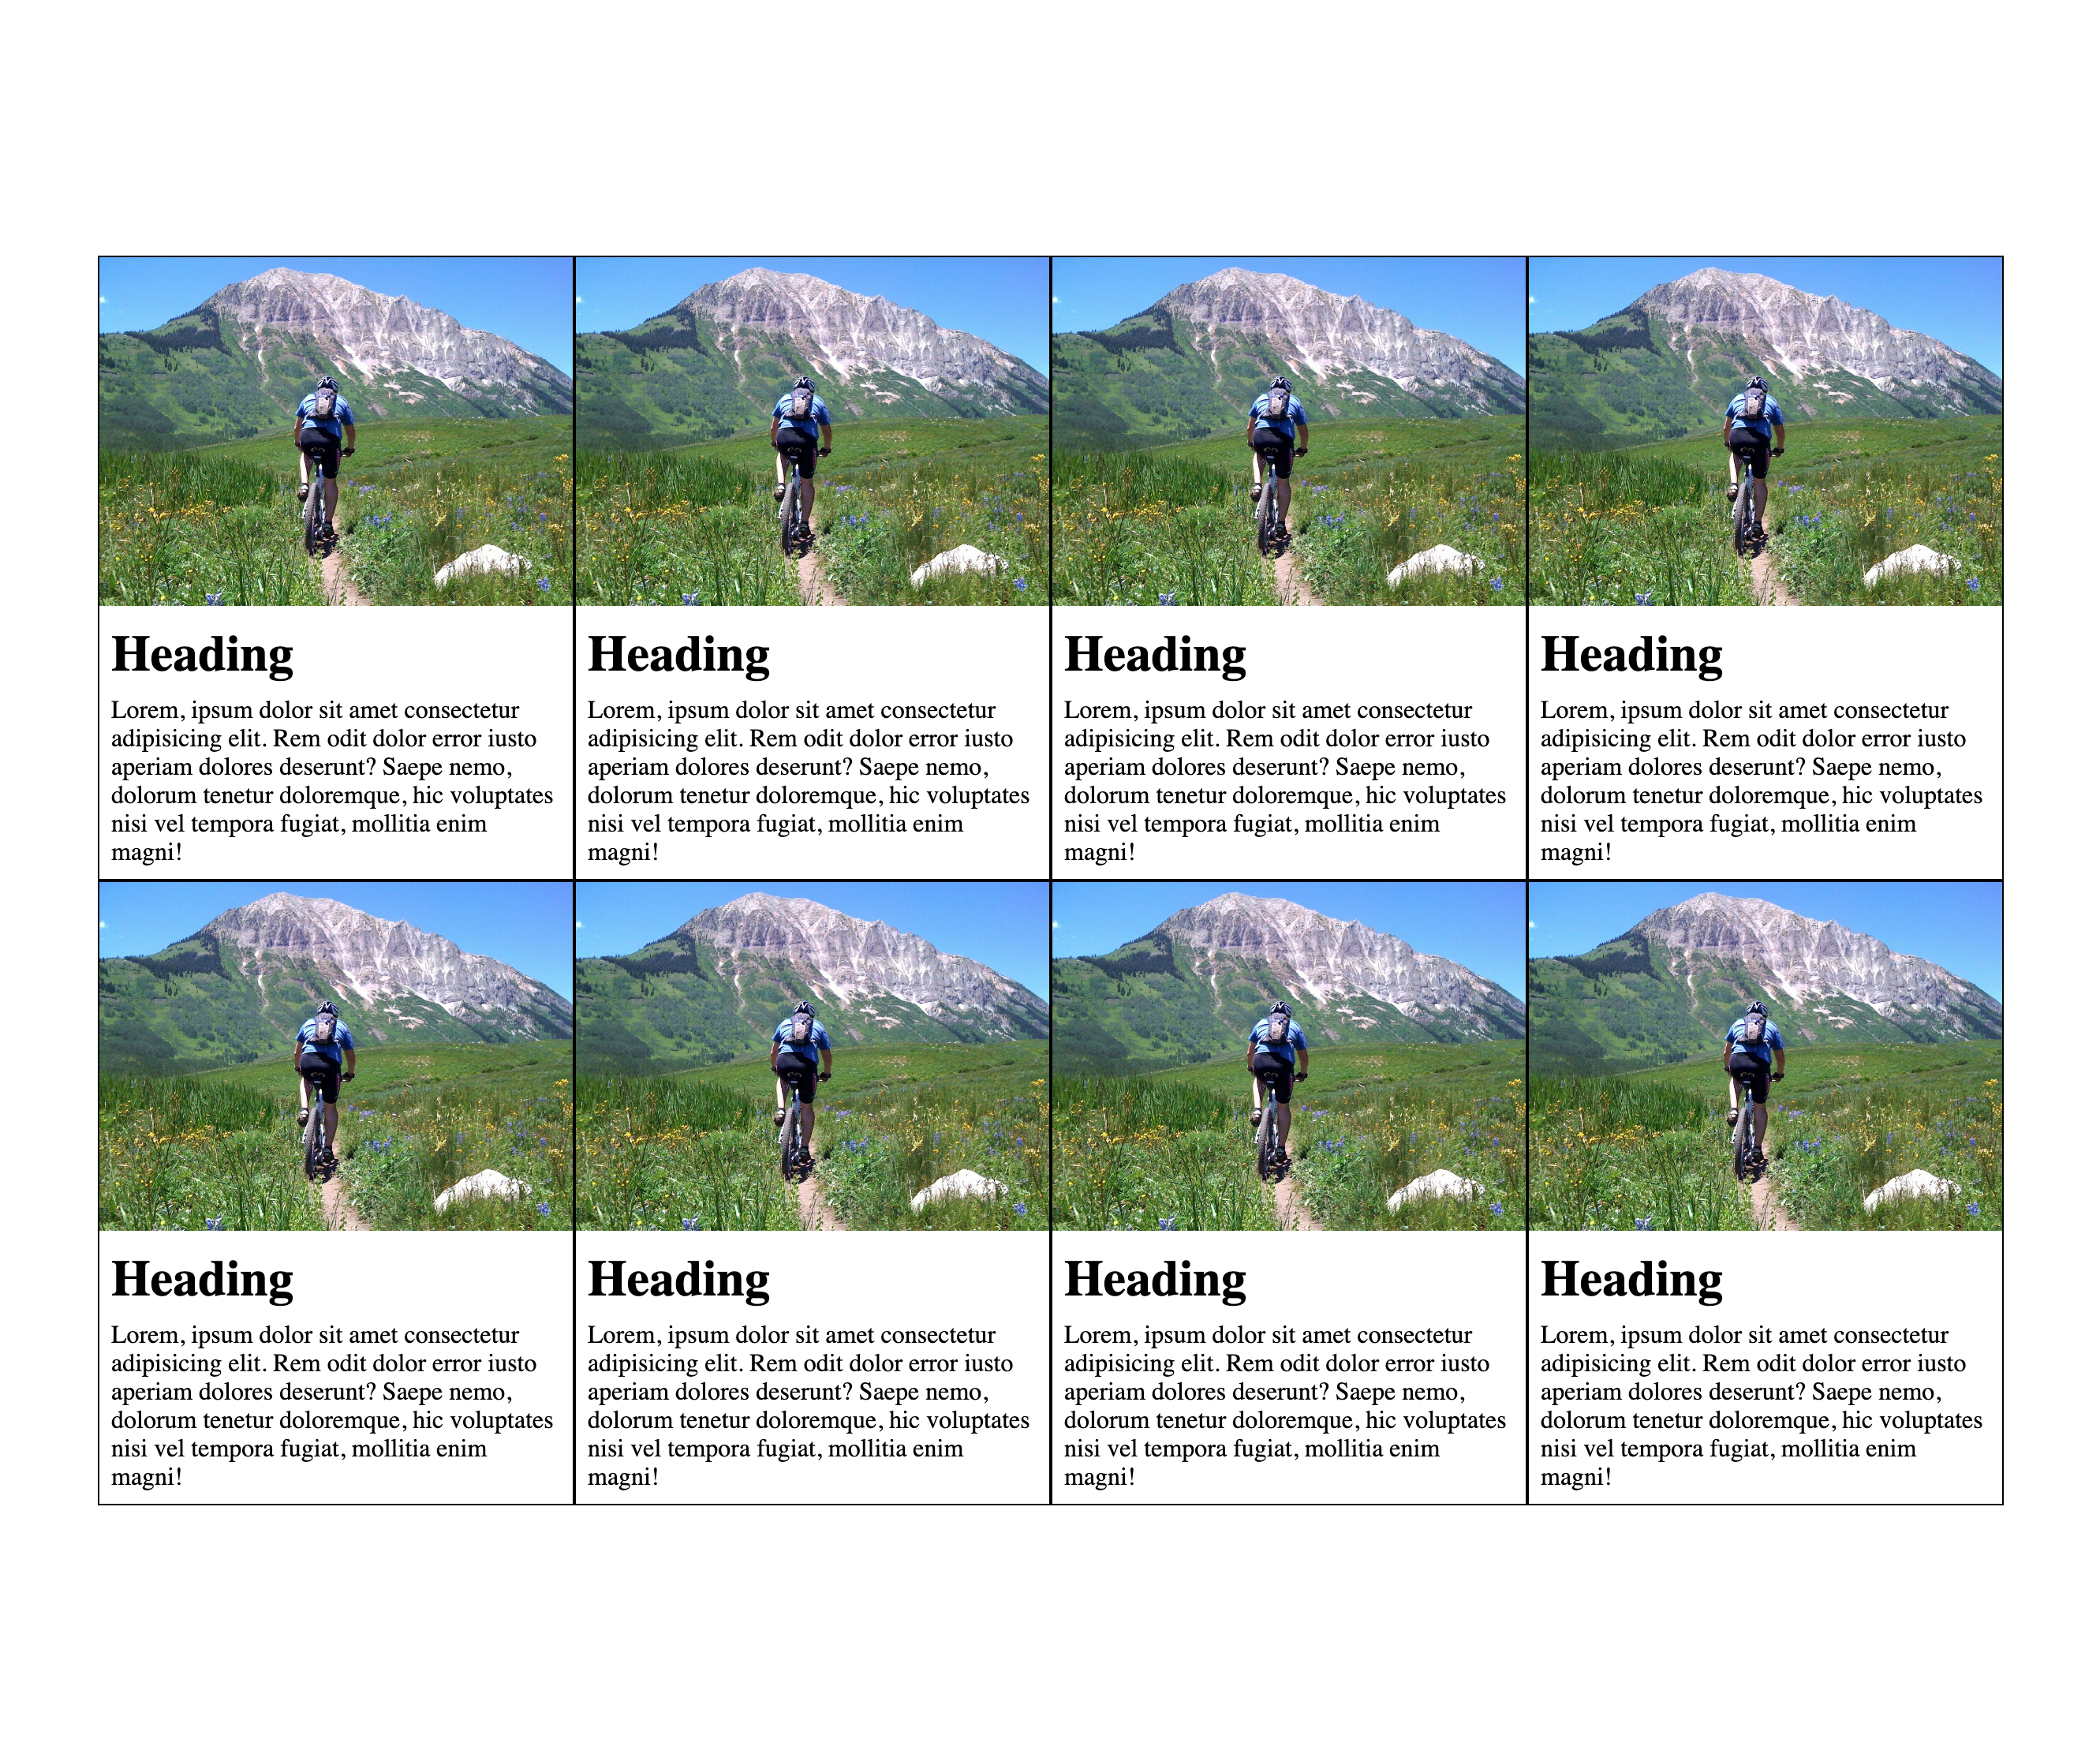 Heading
Lorem, ipsum dolor sit amet consectetur
adipisicing elit. Rem odit dolor error iusto
aperiam dolores deserunt? Saepe nemo,
dolorum tenetur doloremque, hic voluptates
nisi vel tempora fugiat, mollitia enim
magni!
Heading
Lorem, ipsum dolor sit amet consectetur
adipisicing elit. Rem odit dolor error iusto
aperiam dolores deserunt? Saepe nemo,
dolorum tenetur doloremque, hic voluptates
nisi vel tempora fugiat, mollitia enim
magni!
Heading
Lorem, ipsum dolor sit amet consectetur
adipisicing elit. Rem odit dolor error iusto
aperiam dolores deserunt? Saepe nemo,
dolorum tenetur doloremque, hic voluptates
nisi vel tempora fugiat, mollitia enim
magni!
Heading
Lorem, ipsum dolor sit amet consectetur
adipisicing elit. Rem odit dolor error iusto
aperiam dolores deserunt? Saepe nemo,
dolorum tenetur doloremque, hic voluptates
nisi vel tempora fugiat, mollitia enim
magni!
Heading
Lorem, ipsum dolor sit amet consectetur
adipisicing elit. Rem odit dolor error iusto
aperiam dolores deserunt? Saepe nemo,
dolorum tenetur doloremque, hic voluptates
nisi vel tempora fugiat, mollitia enim
magni!
Heading
Lorem, ipsum dolor sit amet consectetur
adipisicing elit. Rem odit dolor error iusto
aperiam dolores deserunt? Saepe nemo,
dolorum tenetur doloremque, hic voluptates
nisi vel tempora fugiat, mollitia enim
magni!
Heading
Lorem, ipsum dolor sit amet consectetur
adipisicing elit. Rem odit dolor error iusto
aperiam dolores deserunt? Saepe nemo,
dolorum tenetur doloremque, hic voluptates
nisi vel tempora fugiat, mollitia enim
magni!
Heading
Lorem, ipsum dolor sit amet consectetur
adipisicing elit. Rem odit dolor error iusto
aperiam dolores deserunt? Saepe nemo,
dolorum tenetur doloremque, hic voluptates
nisi vel tempora fugiat, mollitia enim
magni!